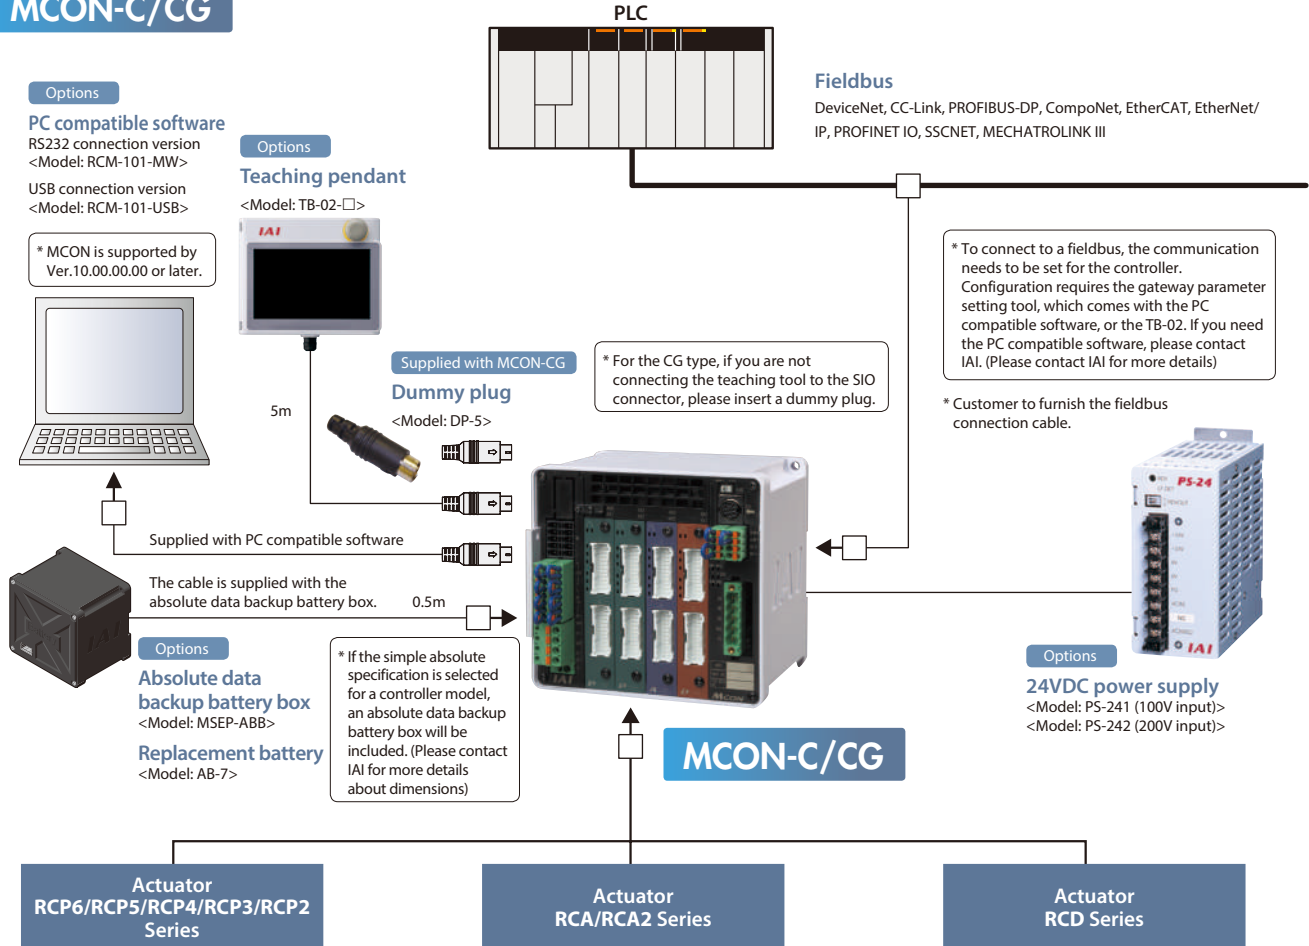 MCON-C/CG
PLC
Options
PC compatible software
RS232 connection version
<Model: RCM-101-MW>
USB connection version
<Model: RCM-101-USB>
* MCON is supported by
Ver.10.00.00.00 or later.
Options
Teaching pendant
<Model: TB-02-□>
IAI
5m
Supplied with MCON-CG
Dummy plug
<Model: DP-5>
* For the CG type, if you are not
connecting the teaching tool to the SIO
connector, please insert a dummy plug.
Fieldbus
DeviceNet, CC-Link, PROFIBUS-DP, CompoNet, EtherCAT, EtherNet/
IP, PROFINET IO, SSCNET, MECHATROLINK III
* To connect to a fieldbus, the communication
needs to be set for the controller.
Configuration requires the gateway parameter
setting tool, which comes with the PC
compatible software, or the TB-02. If you need
the PC compatible software, please contact
IAI. (Please contact IAI for more details)
* Customer to furnish the fieldbus
connection cable.
PS-24
IAI
Supplied with PC compatible software
The cable is supplied with the
absolute data backup battery box.
0.5m
IAI
Options
Absolute data
backup battery box
<Model: MSEP-ABB>
Replacement battery
<Model: AB-7>
* If the simple absolute
specification is selected
for a controller model,
an absolute data backup
battery box will be
included. (Please contact
IAI for more details
about dimensions)
IAI
MCON
IAI
MCON-C/CG
Options
24VDC power supply
<Model: PS-241 (100V input)>
<Model: PS-242 (200V input)>
Actuator
RCP6/RCP5/RCP4/RCP3/RCP2
Series
Actuator
RCA/RCA2 Series
Actuator
RCD Series